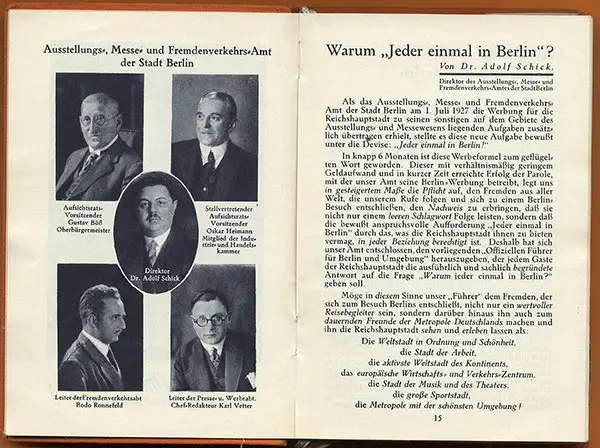 Ausstellungs-, Messe- und Fremdenverkehrs-Amt
der Stadt Berlin
Aufsichtsrats-
Vorsitzender
Gustav Böß
Oberbürgermeister
Stellvertretender
Aufsichtsrats-
Vorsitzender
Oskar Heimann
Mitglied der Indu-
strie- und Handels-
kammer
Direktor
Dr. Adolf Schick
Leiter der Fremdenverkehrsabt
Bodo Ronnefeld
Leiter der Presse- u. Werbeabt.
Chef-Redakteur Karl Vetter
Warum „Jeder einmal in Berlin“?
Von Dr. Adolf Schick,
Direktor des Ausstellungs-, Messe- und
Fremdenverkehrs-Amtes der Stadt Berlin
Als das Ausstellungs-, Messe- und Fremdenverkehrs-
Amt der Stadt Berlin am 1. Juli 1927 die Werbung für die
Reichshauptstadt zu seinen sonstigen auf dem Gebiete des
Ausstellungs- und Messewesens liegenden Aufgaben zusätz-
lich übertragen erhielt, stellte es diese neue Aufgabe bewußt
unter die Devise: „Jeder einmal in Berlin!“
In knapp 6 Monaten ist diese Werbeformel zum geflügel-
ten Wort geworden. Dieser mit verhältnismäßig geringem
Geldaufwand und in kurzer Zeit erreichte Erfolg der Parole,
mit der unser Amt seine Berlin-Werbung betreibt, legt uns
in gesteigertem Maße die Pflicht auf, den Fremden aus aller
Welt, die unserem Rufe folgen und sich zu einem Berlin-
Besuch entschließen, den Nachweis zu erbringen, daß sie
nicht nur einem leeren Schlagwort Folge leisten, sondern daß
die bewußt anspruchsvolle Aufforderung „Jeder einmal in
Berlin“ durch das, was die Reichshauptstadt ihnen zu bieten
vermag, in jeder Beziehung berechtigt ist. Deshalb hat sich
unser Amt entschlossen, den vorliegenden „Offiziellen Führer
für Berlin und Umgebung“ herauszugeben, der jedem Gaste
der Reichshauptstadt die ausführlich und sachlich begründete
Antwort auf die Frage „Warum jeder einmal in Berlin?“
geben soll.
Möge in diesem Sinne unser „Führer“ dem Fremden, der
sich zum Besuch Berlins entschließt, nicht nur ein wertvoller
Reisebegleiter sein, sondern darüber hinaus ihn auch zum
dauernden Freunde der Metropole Deutschlands machen und
ihn die Reichshauptstadt sehen und erleben lassen als:
Die Weltstadt in Ordnung und Schönheit.
die Stadt der Arbeit.
die aktivste Weltstadt des Kontinents,
das europäische Wirtschafts- und Verkehrs-Zentrum.
die Stadt der Musik und des Theaters.
die große Sportstadt,
die Metropole mit der schönsten Umgebung!
15